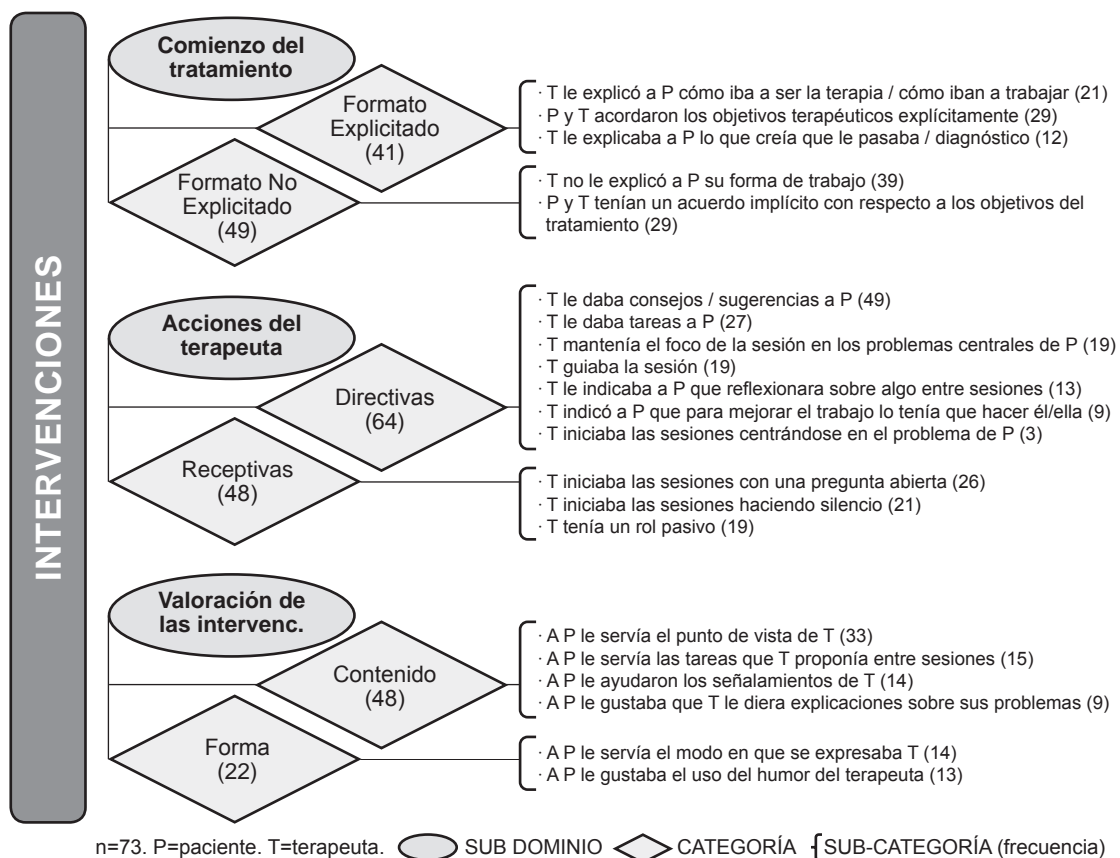 INTERVENCIONES
Comienzo del
tratamiento
Formato
Explicitado
(41)
· T le explicó a P cómo iba a ser la terapia / cómo iban a trabajar (21)
· P y T acordaron los objetivos terapéuticos explícitamente (29)
· T le explicaba a P lo que creía que le pasaba / diagnóstico (12)
Formato No
Explicitado
(49)
· T no le explicó a P su forma de trabajo (39)
· P y T tenían un acuerdo implícito con respecto a los objetivos del
tratamiento (29)
Acciones del
terapeuta
Directivas
(64)
· T le daba consejos / sugerencias a P (49)
· T le daba tareas a P (27)
· T mantenía el foco de la sesión en los problemas centrales de P (19)
· T guiaba la sesión (19)
· T le indicaba a P que reflexionara sobre algo entre sesiones (13)
· T indicó a P que para mejorar el trabajo lo tenía que hacer él/ella (9)
· T iniciaba las sesiones centrándose en el problema de P (3)
Receptivas
(48)
· T iniciaba las sesiones con una pregunta abierta (26)
· T iniciaba las sesiones haciendo silencio (21)
· T tenía un rol pasivo (19)
Valoración de
las intervenc.
Contenido
(48)
· A P le servía el punto de vista de T (33)
· A P le servía las tareas que T proponía entre sesiones (15)
· A P le ayudaron los señalamientos de T (14)
· A P le gustaba que T le diera explicaciones sobre sus problemas (9)
Forma
(22)
· A P le servía el modo en que se expresaba T (14)
· A P le gustaba el uso del humor del terapeuta (13)
n=73. P=paciente. T=terapeuta. SUB DOMINIO CATEGORÍA SUB-CATEGORÍA (frecuencia)